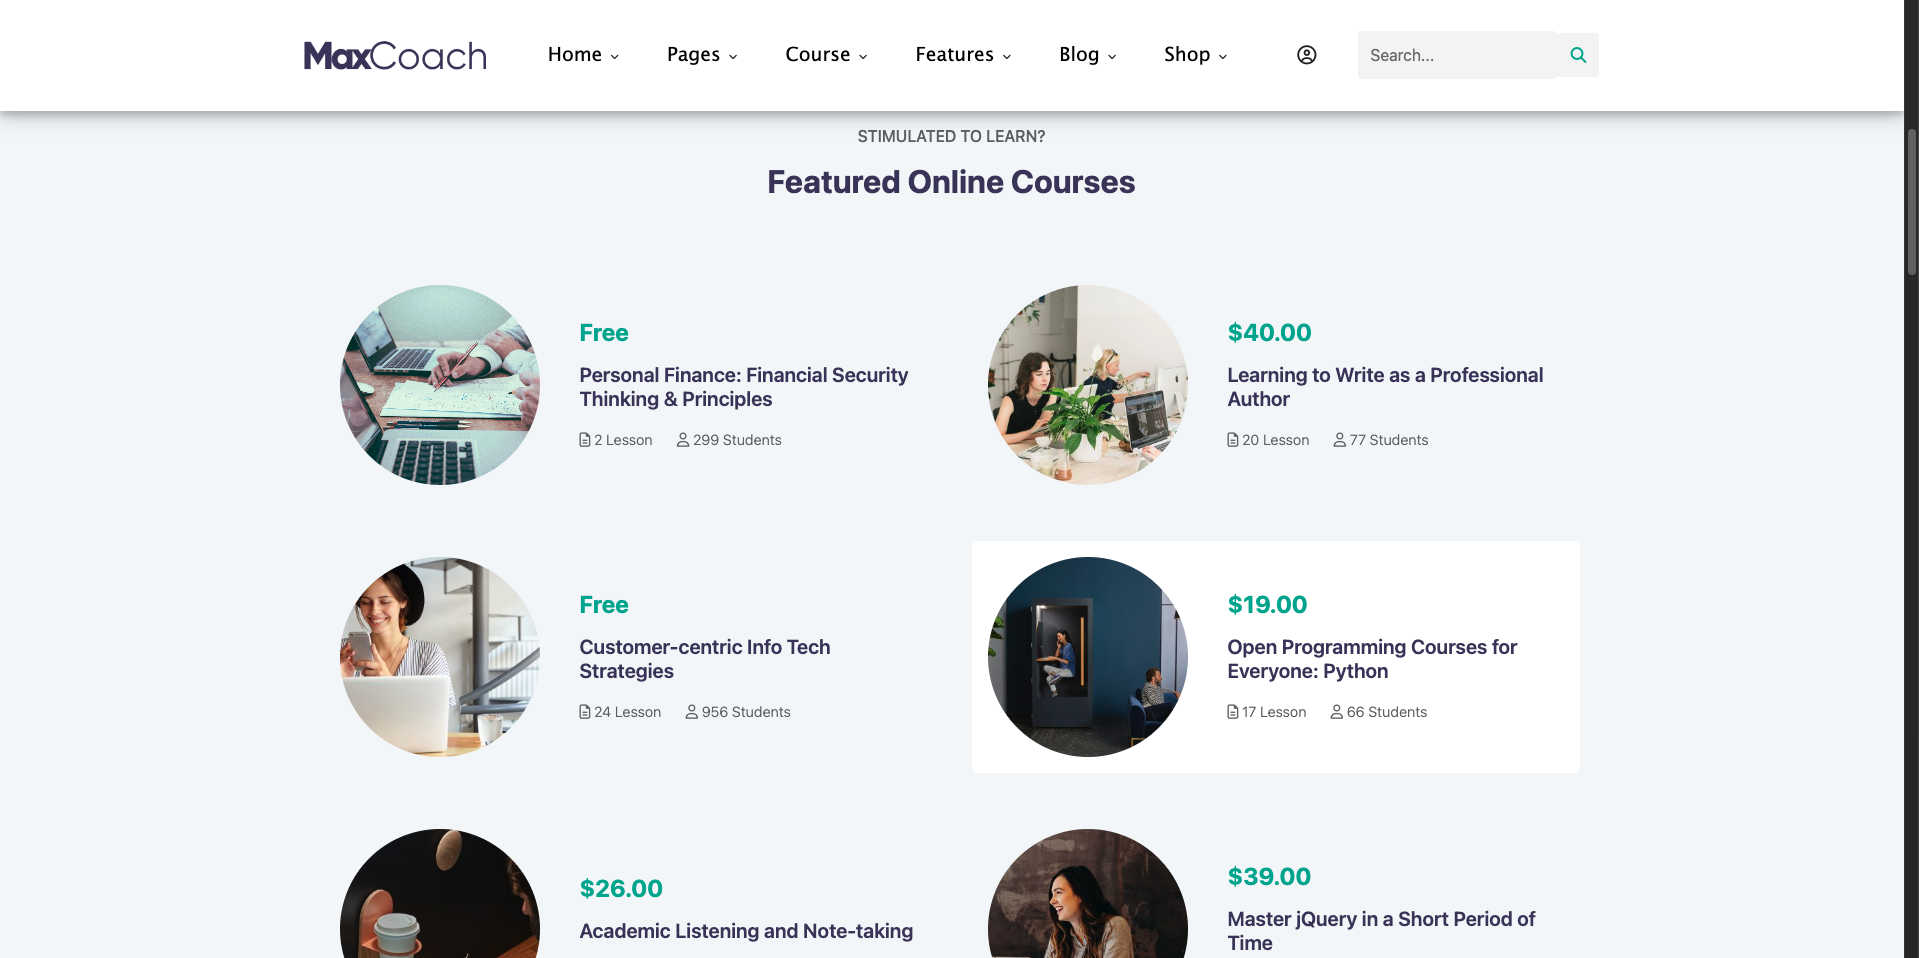 MaxCoach
Home Pages Course Features Blog Shop
Search...
STIMULATED TO LEARN?
Featured Online Courses
Free
Personal Finance: Financial Security
Thinking & Principles
2 Lesson 299 Students
$40.00
Learning to Write as a Professional
Author
20 Lesson 77 Students
Free
Customer-centric Info Tech
Strategies
24 Lesson 956 Students
$19.00
Open Programming Courses for
Everyone: Python
17 Lesson 66 Students
$26.00
Academic Listening and Note-taking
$39.00
Master jQuery in a Short Period of
Time